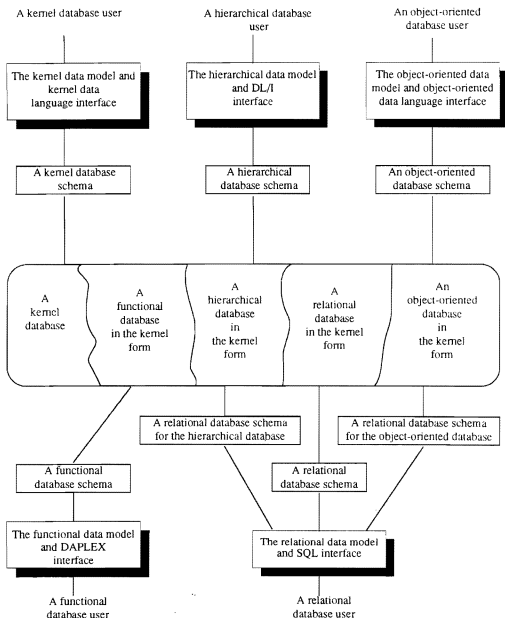 A kernel database user
A hierarchical database
user
An object-oriented
database user
The kernel data model and
kernel data
language interface
The hierarchical data model
and DL/I
interface
The object-oriented data
model and object-oriented
data language interface
A kernel database
schema
A hierarchical
database schema
An object-oriented
database schema
A
kernel
database
A
functional
database
in the kernel
form
A
hierarchical
database
in
the kernel
form
A
relational
database
in the kernel
form
An
object-oriented
database
in
the kernel
form
A relational database schema
for the hierarchical database
A relational database schema
for the object-oriented database
A functional
database schema
A relational
database schema
The functional data model
and DAPLEX
interface
The relational data model
and SQL interface
A functional
database user
A relational
database user